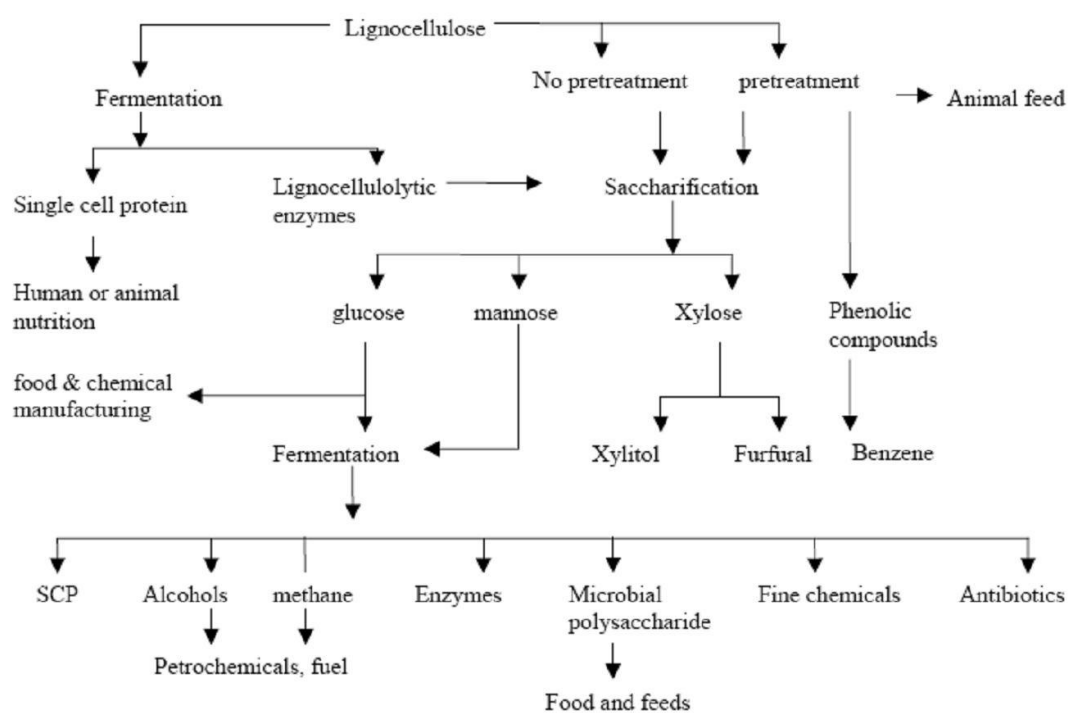 Lignocellulose
No pretreatment
pretreatment
Fermentation
Animal feed
Single cell protein
Lignocellulolytic
enzymes
Saccharification
Human or animal
nutrition
glucose
mannose
Xylose
Phenolic
compounds
food & chemical
manufacturing
Fermentation
Xylitol
Furfural
Benzene
SCP
Alcohols
methane
Enzymes
Microbial
polysaccharide
Fine chemicals
Antibiotics
Petrochemicals, fuel
Food and feeds